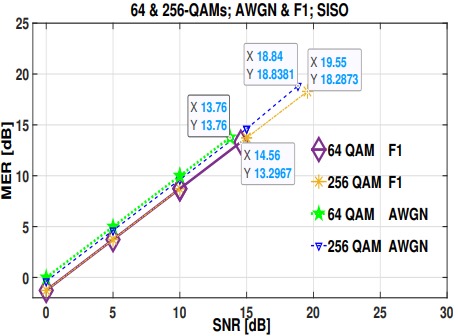 64 & 256-QAMs; AWGN & F1; SISO
25
20
15
10
5
0
MER [dB]
X 18.84
Y 18.8381
X 19.55
Y 18.2873
X 13.76
Y 13.76
X 14.56
Y 13.2967
64 QAM F1
256 QAM F1
64 QAM AWGN
256 QAM AWGN
0 5 10 15 20 25 30
SNR [dB]